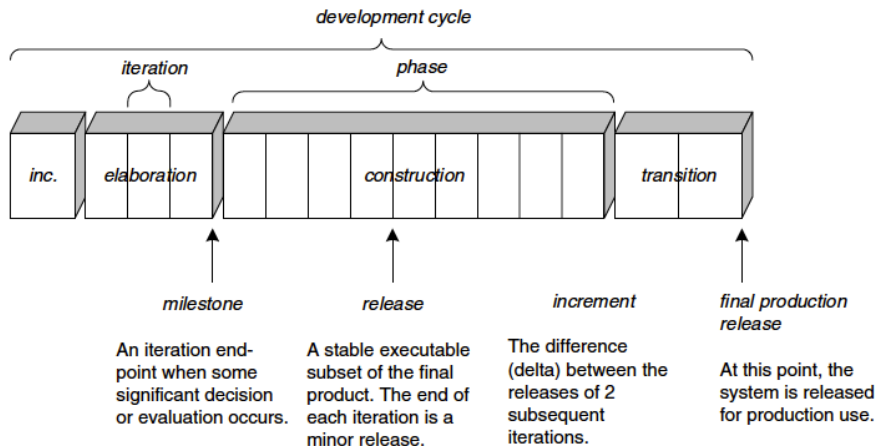 development cycle
iteration
phase
inc.
elaboration
construction
transition
milestone
An iteration end-
point when some
significant decision
or evaluation occurs.
release
A stable executable
subset of the final
product. The end of
each iteration is a
minor release.
increment
The difference
(delta) between the
releases of 2
subsequent
iterations.
final production
release
At this point, the
system is released
for production use.